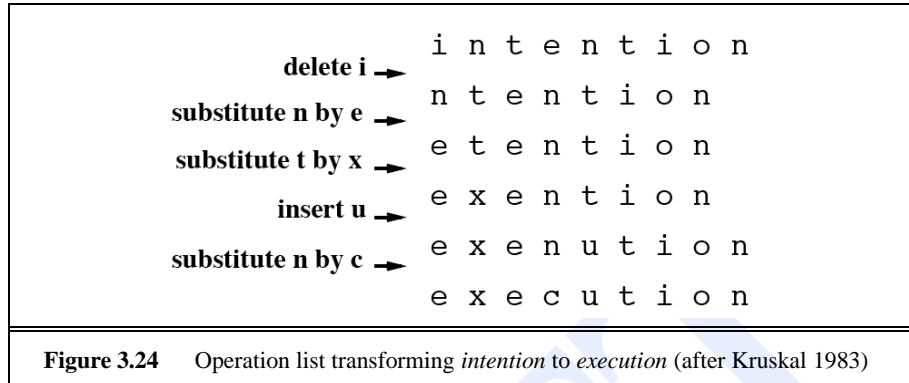 i n t e n t i o n
delete i
n t e n t i o n
substitute n by e
e t e n t i o n
substitute t by x
e x e n t i o n
insert u
e x e n u t i o n
substitute n by c
e x e c u t i o n
Figure 3.24 Operation list transforming intention to execution (after Kruskal 1983)